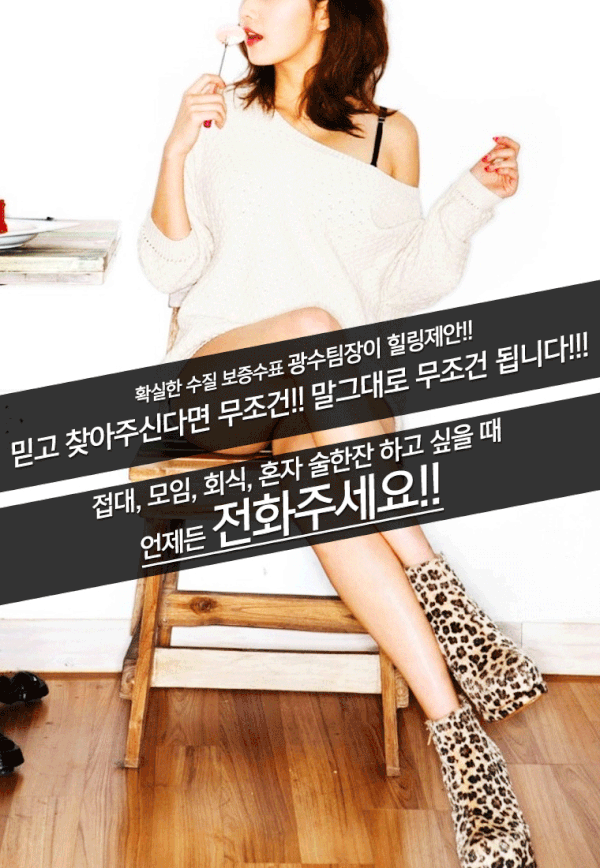 확실한 수질 보증수표 광수팀장이 힐링제안!!
믿고 찾아주신다면 무조건!! 말그대로 무조건 됩니다!!!
접대, 모임, 회식, 혼자 술한잔 하고 싶을 때
언제든 전화주세요!!